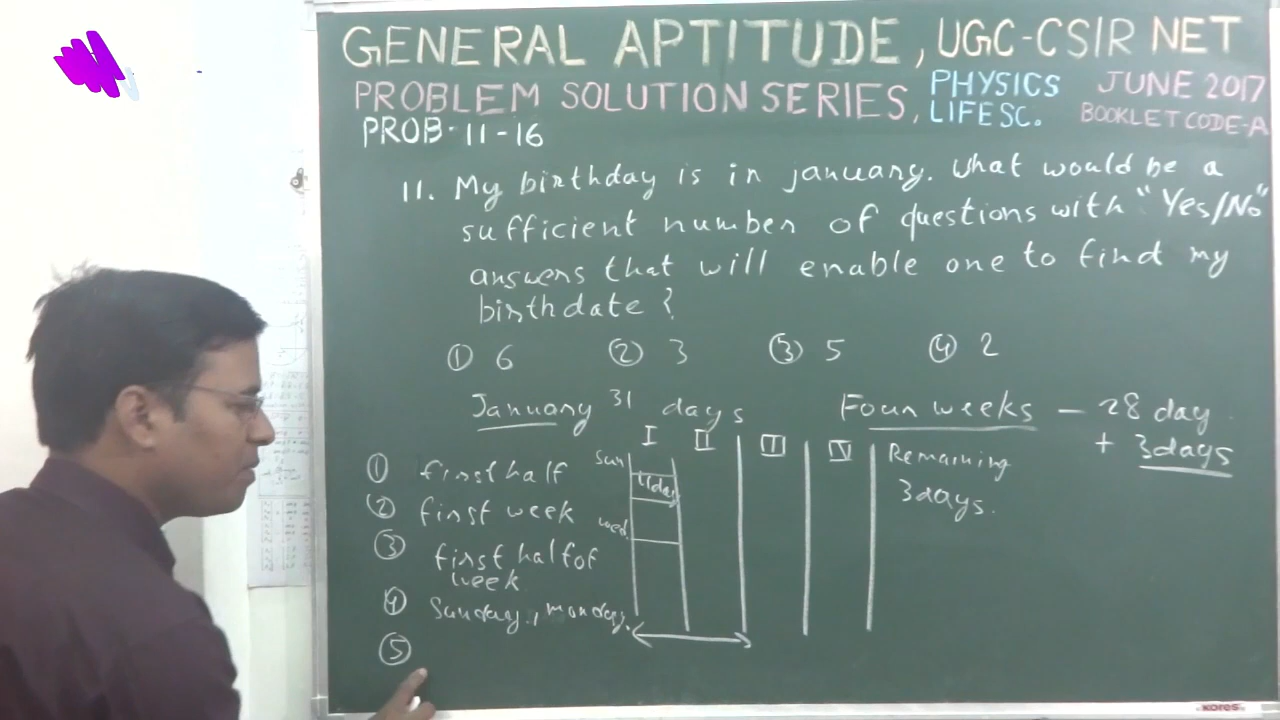 GENERAL APTITUDE, UGC-CSIR NET
PROBLEM SOLUTION SERIES, PHYSICS JUNE 2017
LIFE SC. BOOKLET CODE-A
PROB. 11-16
11. My birthday is in january. What would be a
sufficient number of questions with "Yes/No"
answers that will enable one to find my
birthdate?
① 6 ② 3 ③ 5 ④ 2
January 31 days
Four weeks - 28 day
+ 3days
I II III IV
Remaining
3days.
Sun
wed
① first half
② first week
③ first half of
week
④ Sunday, monday.
⑤
kores